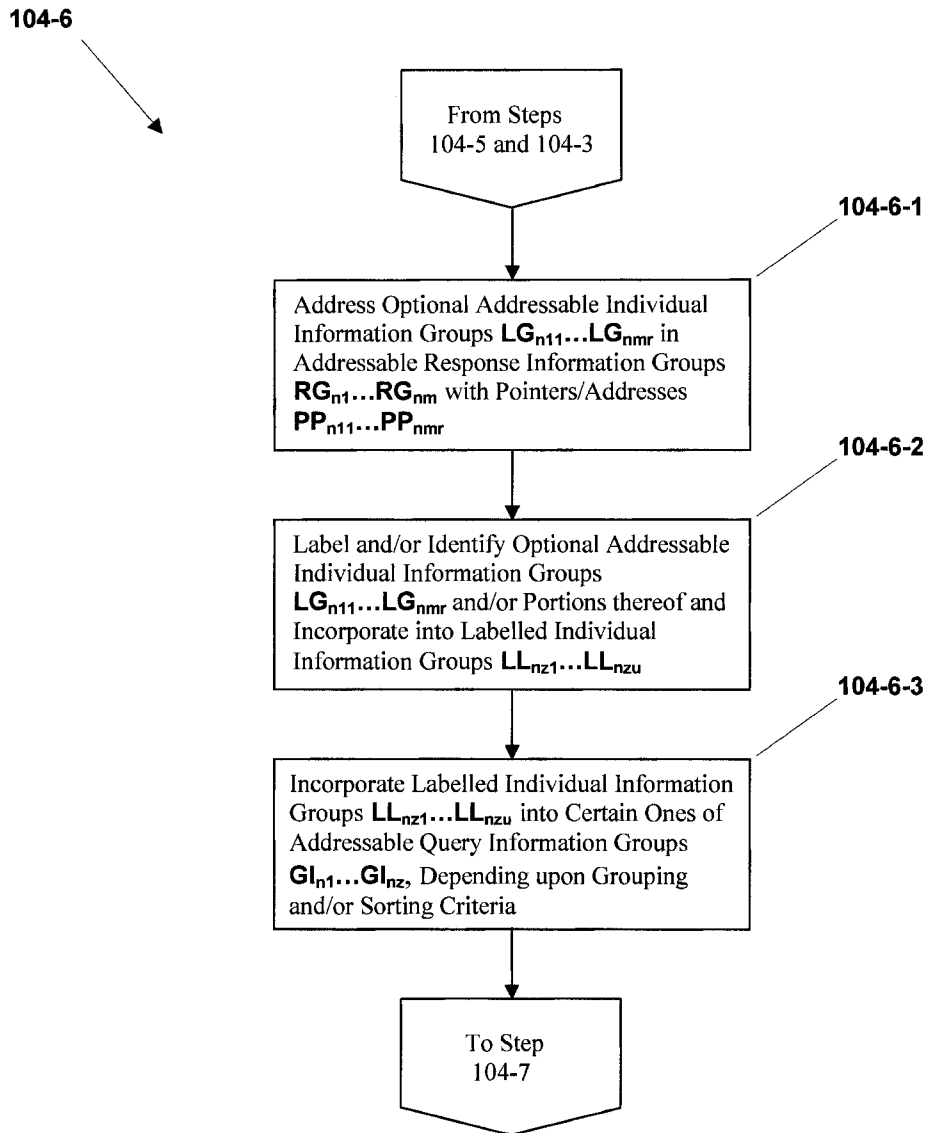 104-6
From Steps
104-5 and 104-3
104-6-1
Address Optional Addressable Individual
Information Groups LGn11...LGnmr in
Addressable Response Information Groups
RGn1...RGnm with Pointers/Addresses
PPn11...PPnmr
104-6-2
Label and/or Identify Optional Addressable
Individual Information Groups
LGn11...LGnmr and/or Portions thereof and
Incorporate into Labelled Individual
Information Groups LLnz1...LLnzu
104-6-3
Incorporate Labelled Individual Information
Groups LLnz1...LLnzu into Certain Ones of
Addressable Query Information Groups
GIn1...GInz, Depending upon Grouping
and/or Sorting Criteria
To Step
104-7